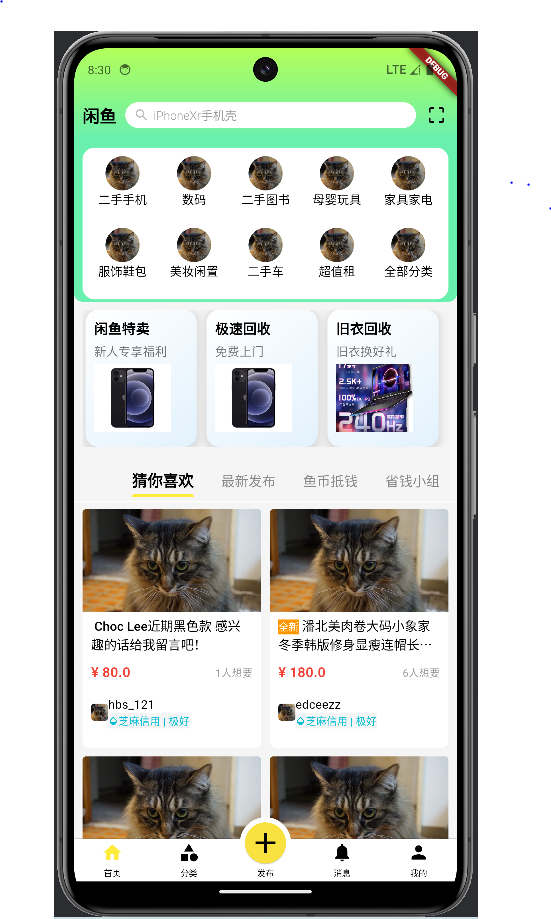 8:30
LTE
DEBUG
闲鱼
iPhoneXr手机壳
二手手机 数码 二手图书 母婴玩具 家具家电
服饰鞋包 美妆闲置 二手车 超值租 全部分类
闲鱼特卖 极速回收 旧衣回收
新人专享福利 免费上门 旧衣换好礼
2.5K+
100%
240Hz
猜你喜欢 最新发布 鱼币抵钱 省钱小组
Choc Lee近期黑色款 感兴
趣的话给我留言吧！
¥ 80.0 1人想要
hbs_121
芝麻信用 | 极好
全新 潘北美肉卷大码小象家
冬季韩版修身显瘦连帽长…
¥ 180.0 6人想要
edceezz
芝麻信用 | 极好
首页 分类 发布 消息 我的